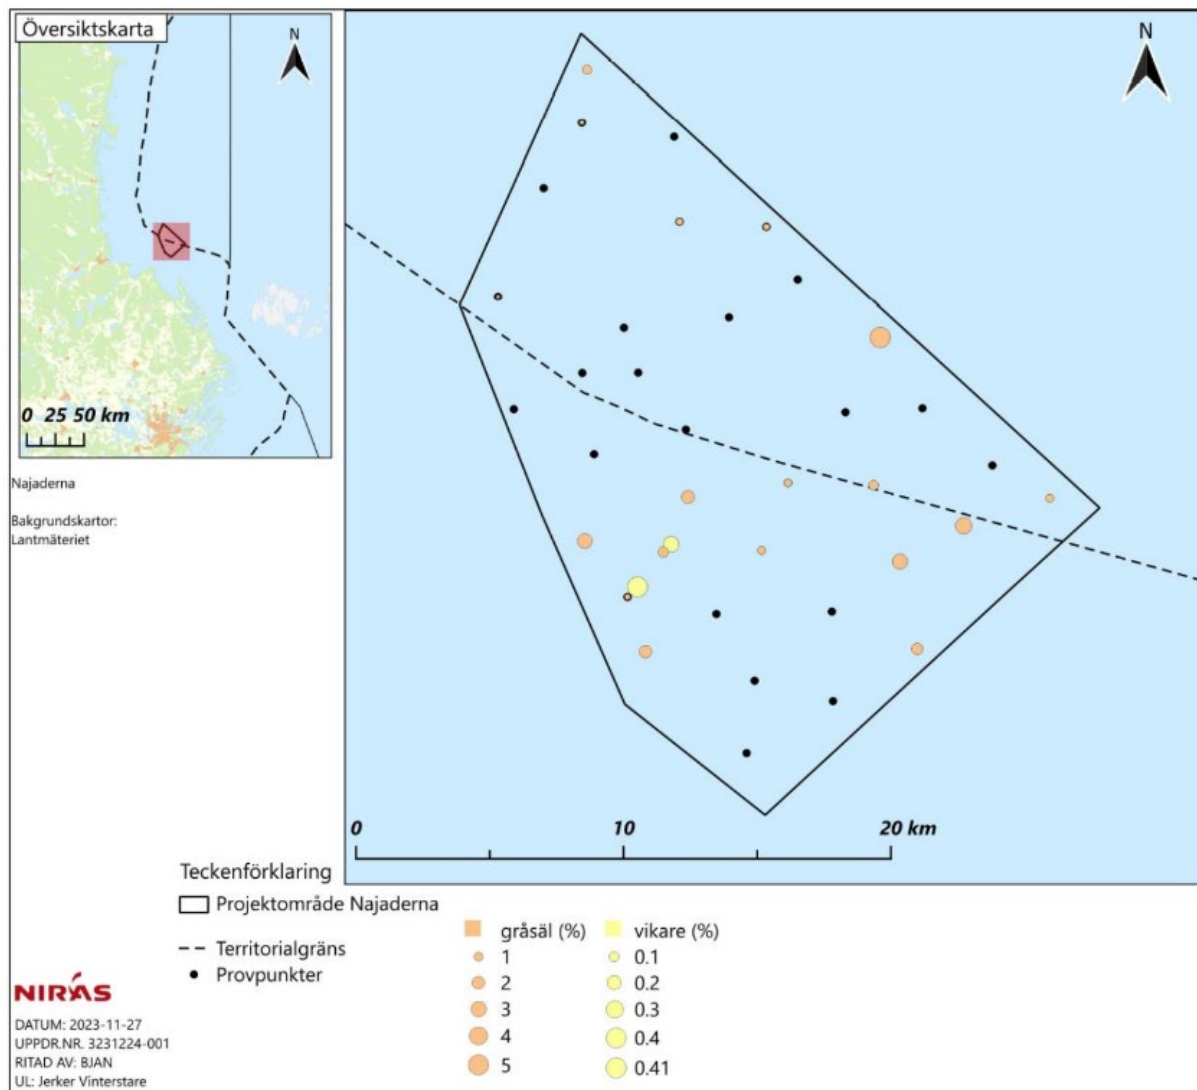 Översiktskarta
N
0 25 50 km
Najaderna
Bakgrundskartor:
Lantmäteriet
N
0 10 20 km
Teckenförklaring
Projektområde Najaderna
Territorialgräns
Provpunkter
gråsäl (%)
1
2
3
4
5
vikare (%)
0.1
0.2
0.3
0.4
0.41
NIRAS
DATUM: 2023-11-27
UPPDR.NR. 3231224-001
RITAD AV: BJAN
UL: Jerker Vinterstare